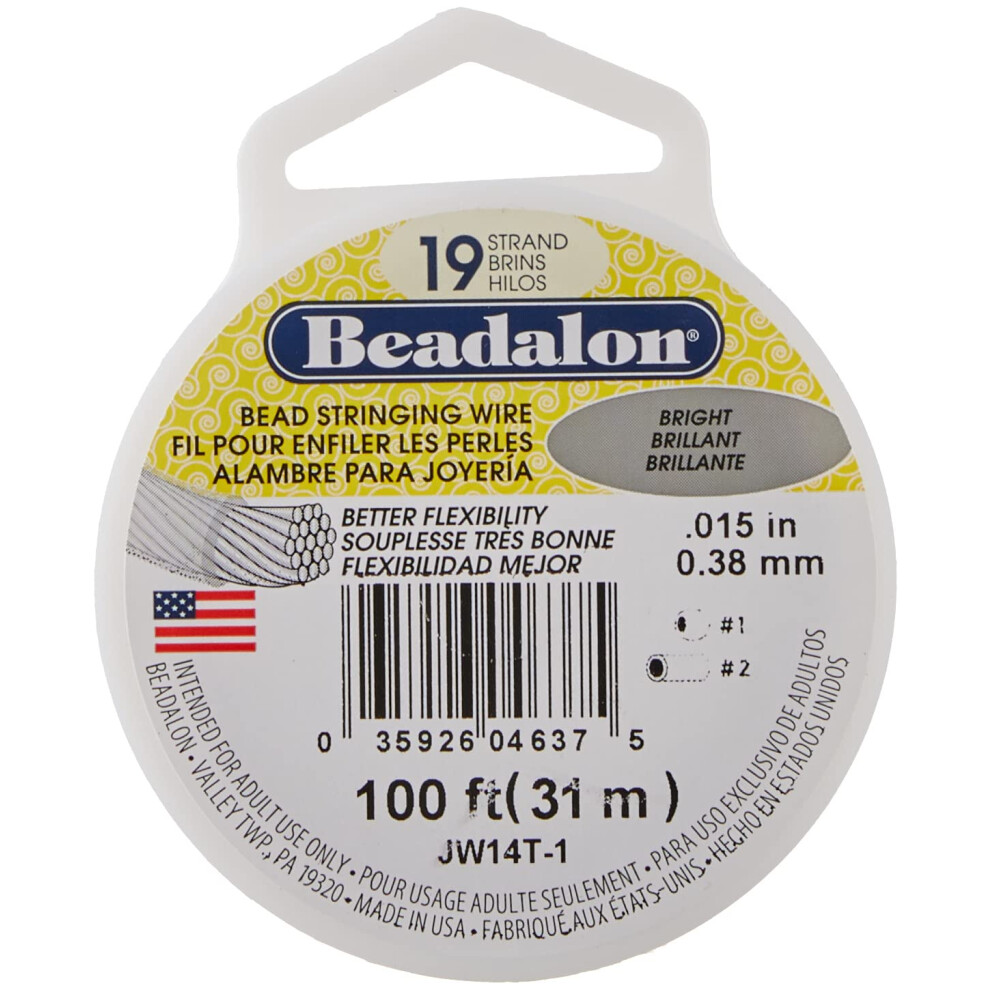 19 STRAND
BRINS
HILOS
Beadalon®
BEAD STRINGING WIRE
FIL POUR ENFILER LES PERLES
ALAMBRE PARA JOYERÍA
BRIGHT
BRILLANT
BRILLANTE
BETTER FLEXIBILITY
SOUPLESSE TRÈS BONNE
FLEXIBILIDAD MEJOR
.015 in
0.38 mm
#1
#2
0 35926 04637 5
100 ft(31 m)
JW14T-1
INTENDED FOR ADULT USE ONLY • POUR USAGE ADULTE SEULEMENT • PARA USO EXCLUSIVO DE ADULTOS
BEADALON • VALLEY TWP., PA 19320 • MADE IN USA • FABRIQUÉ AUX ÉTATS-UNIS • HECHO EN ESTADOS UNIDOS